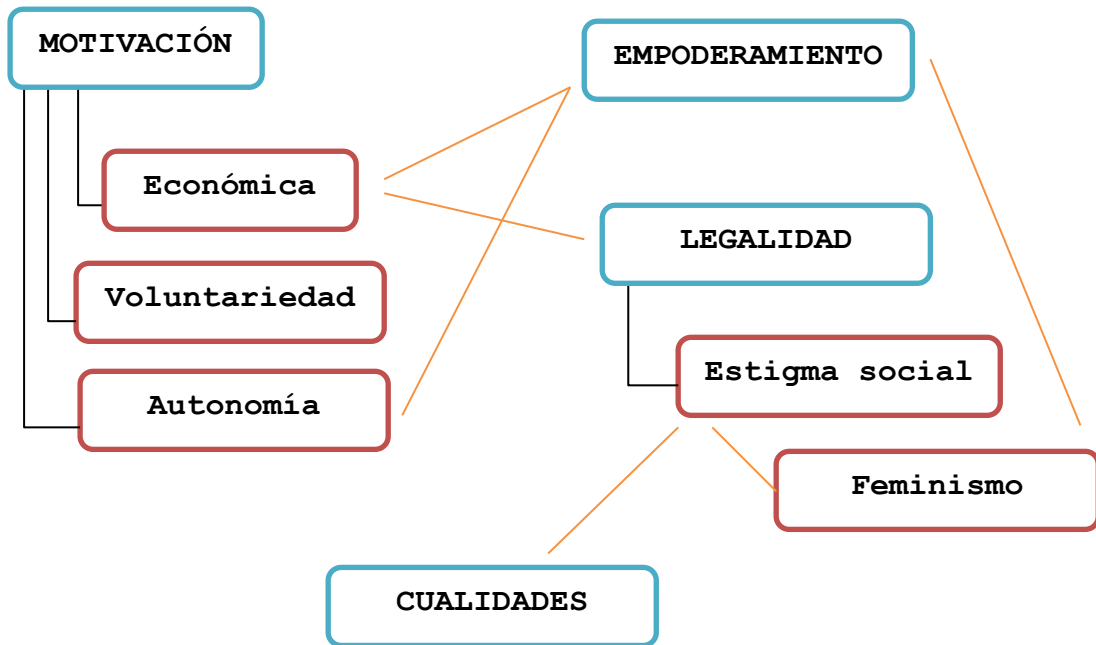 MOTIVACIÓN
EMPODERAMIENTO
Económica
LEGALIDAD
Voluntariedad
Estigma social
Autonomía
Feminismo
CUALIDADES